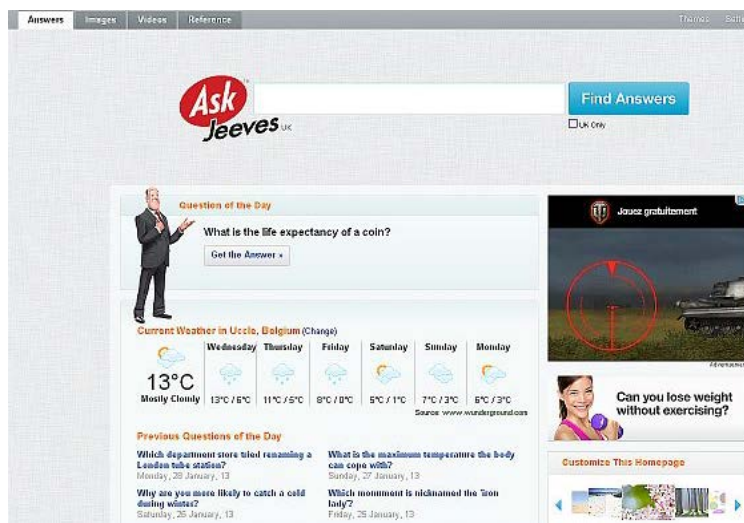 Answers Images Videos Reference Themes
Ask
Jeeves UK
Find Answers
UK Only
Question of the Day
What is the life expectancy of a coin?
Get the Answer »
Jouez gratuitement
Current Weather in Uccle, Belgium (Change)
Wednesday Thursday Friday Saturday Sunday Monday
13°C
Mostly Cloudy
13°C / 6°C 11°C / 5°C 8°C / 0°C 5°C / 1°C 7°C / 3°C 6°C / 3°C
Source: www.wunderground.com
Can you lose weight
without exercising?
Previous Questions of the Day
Which department store tried renaming a
London tube station?
Monday, 28 January, 13
What is the maximum temperature the body
can cope with?
Sunday, 27 January, 13
Why are you more likely to catch a cold
during winter?
Saturday, 26 January, 13
Which monument is nicknamed the 'iron
lady'?
Friday, 25 January, 13
Customize This Homepage